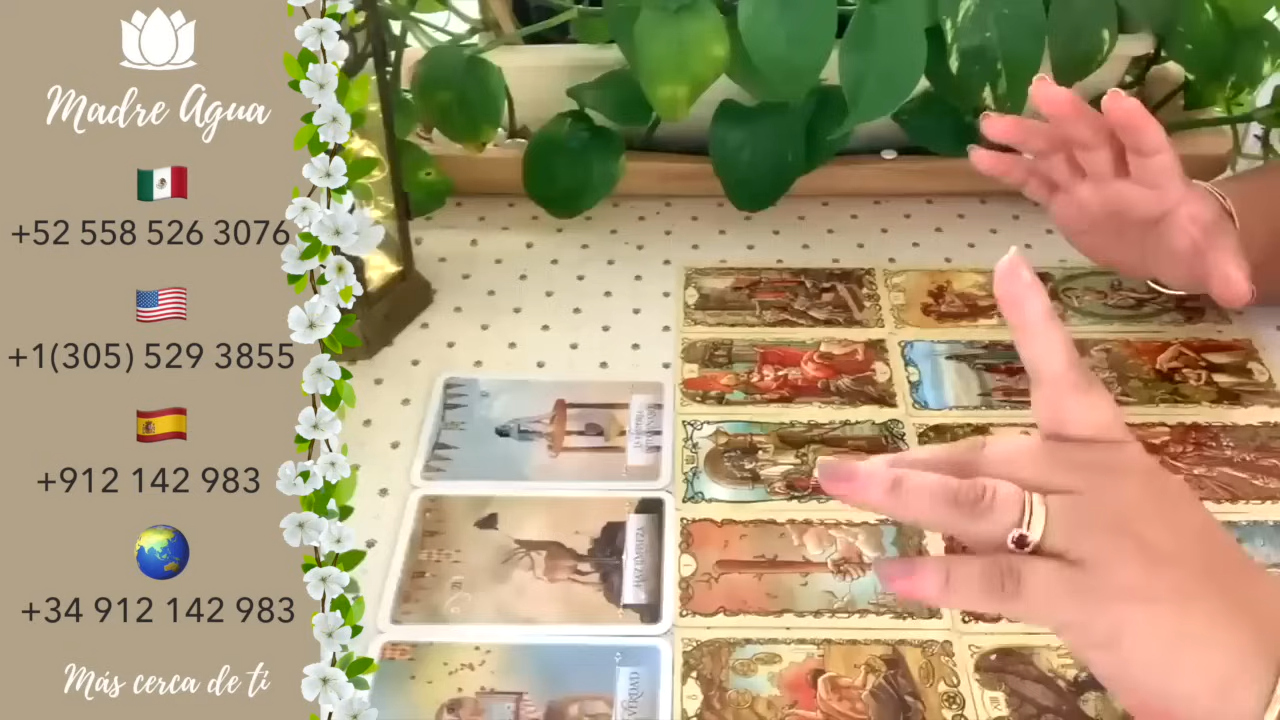 Madre Agua
+52 558 526 3076
+1(305) 529 3855
+912 142 983
+34 912 142 983
Más cerca de ti
VERDAD